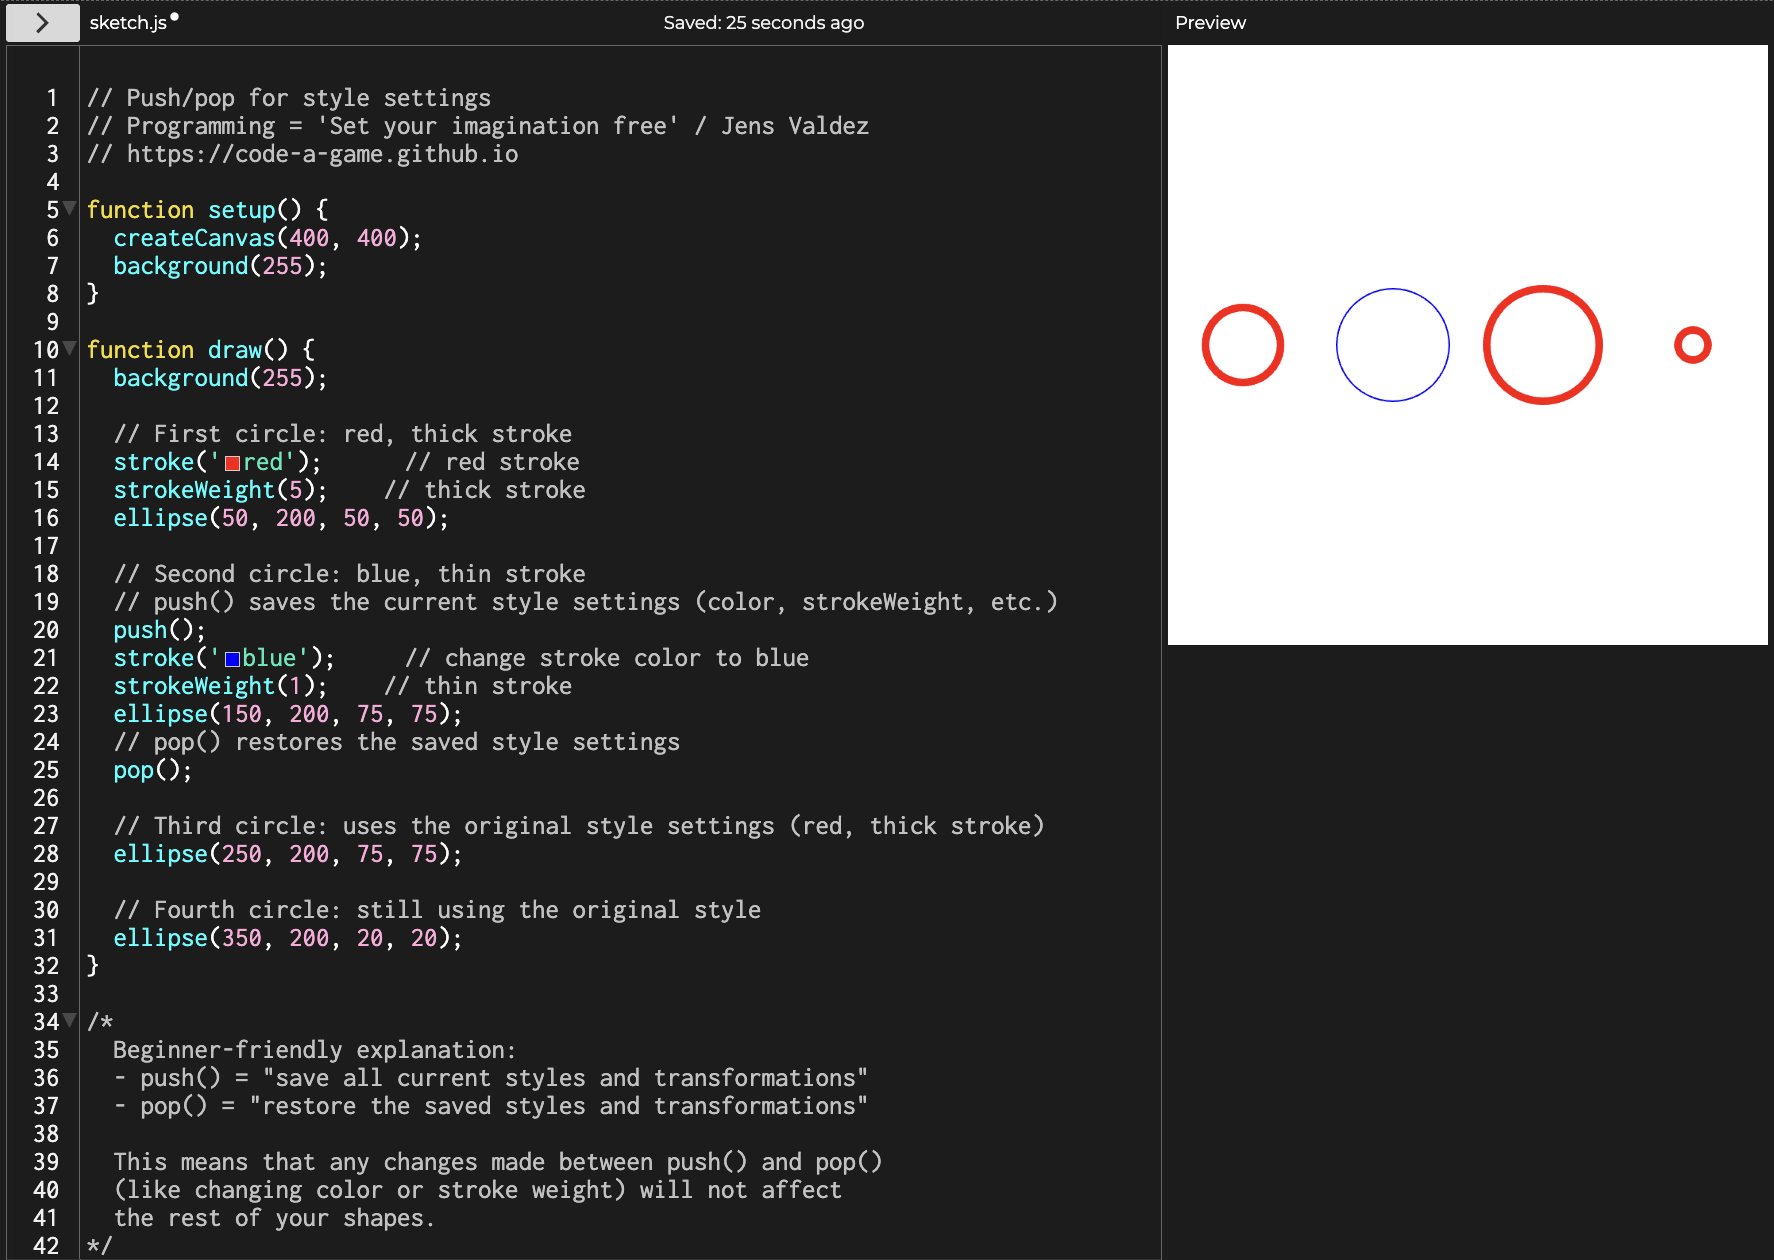 sketch.js Saved: 25 seconds ago Preview
1 // Push/pop for style settings
2 // Programming = 'Set your imagination free' / Jens Valdez
3 // https://code-a-game.github.io
4
5 function setup() {
6   createCanvas(400, 400);
7   background(255);
8 }
9
10 function draw() {
11   background(255);
12
13   // First circle: red, thick stroke
14   stroke('red');      // red stroke
15   strokeWeight(5);    // thick stroke
16   ellipse(50, 200, 50, 50);
17
18   // Second circle: blue, thin stroke
19   // push() saves the current style settings (color, strokeWeight, etc.)
20   push();
21   stroke('blue');     // change stroke color to blue
22   strokeWeight(1);    // thin stroke
23   ellipse(150, 200, 75, 75);
24   // pop() restores the saved style settings
25   pop();
26
27   // Third circle: uses the original style settings (red, thick stroke)
28   ellipse(250, 200, 75, 75);
29
30   // Fourth circle: still using the original style
31   ellipse(350, 200, 20, 20);
32 }
33
34 /*
35   Beginner-friendly explanation:
36   - push() = "save all current styles and transformations"
37   - pop() = "restore the saved styles and transformations"
38
39   This means that any changes made between push() and pop()
40   (like changing color or stroke weight) will not affect
41   the rest of your shapes.
42 */